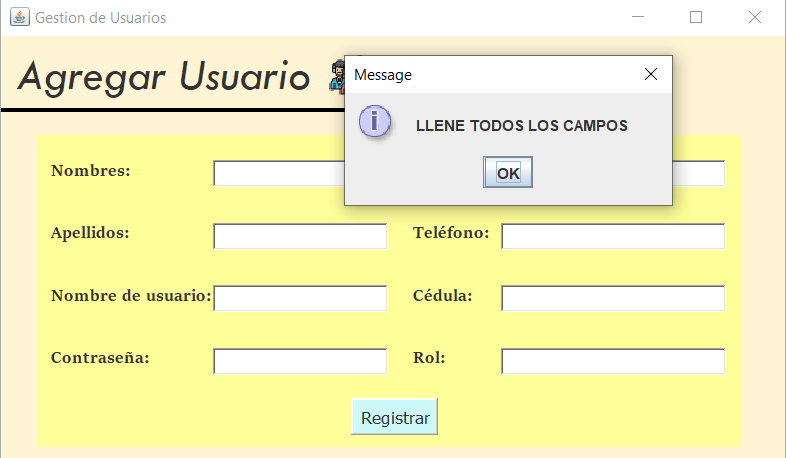 Gestion de Usuarios
Agregar Usuario
Message
LLENE TODOS LOS CAMPOS
OK
Nombres:
Apellidos:
Teléfono:
Nombre de usuario:
Cédula:
Contraseña:
Rol:
Registrar